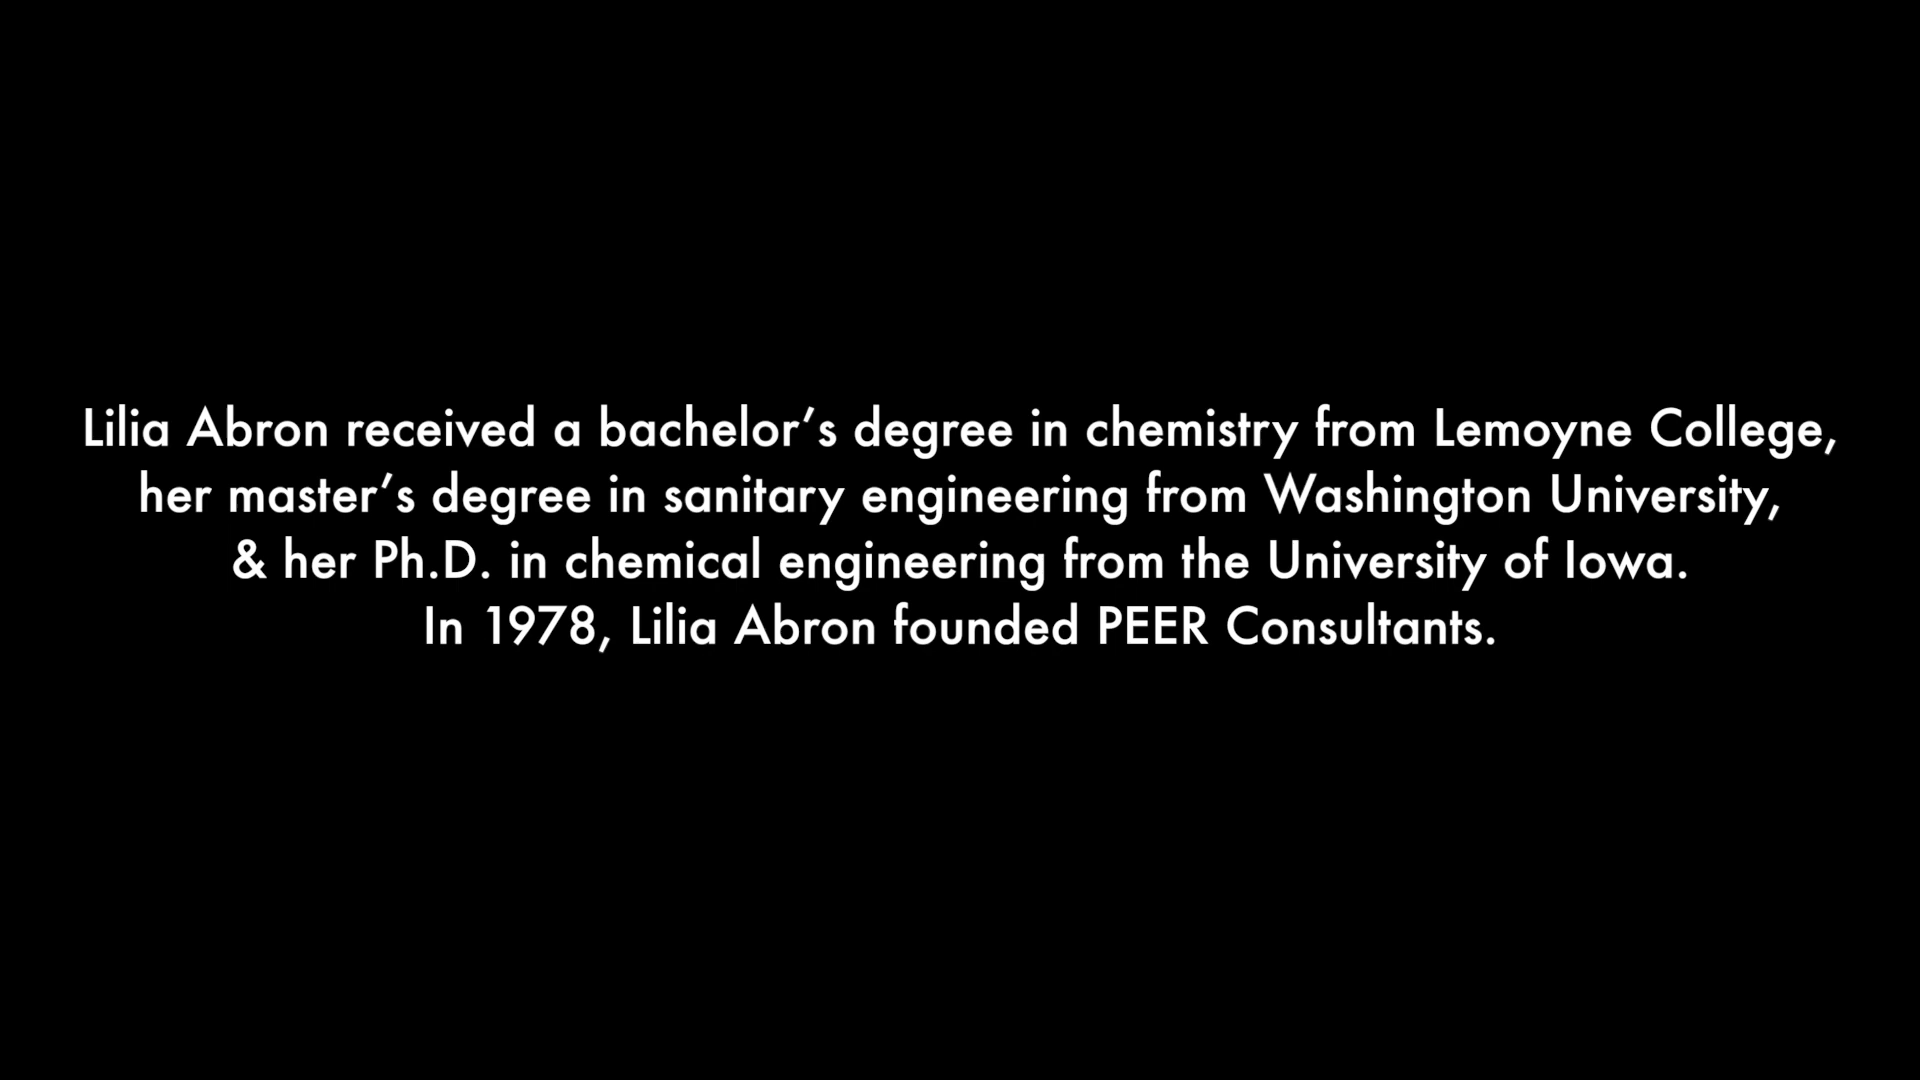 Lilia Abron received a bachelor’s degree in chemistry from Lemoyne College,
her master’s degree in sanitary engineering from Washington University,
& her Ph.D. in chemical engineering from the University of Iowa.
In 1978, Lilia Abron founded PEER Consultants.